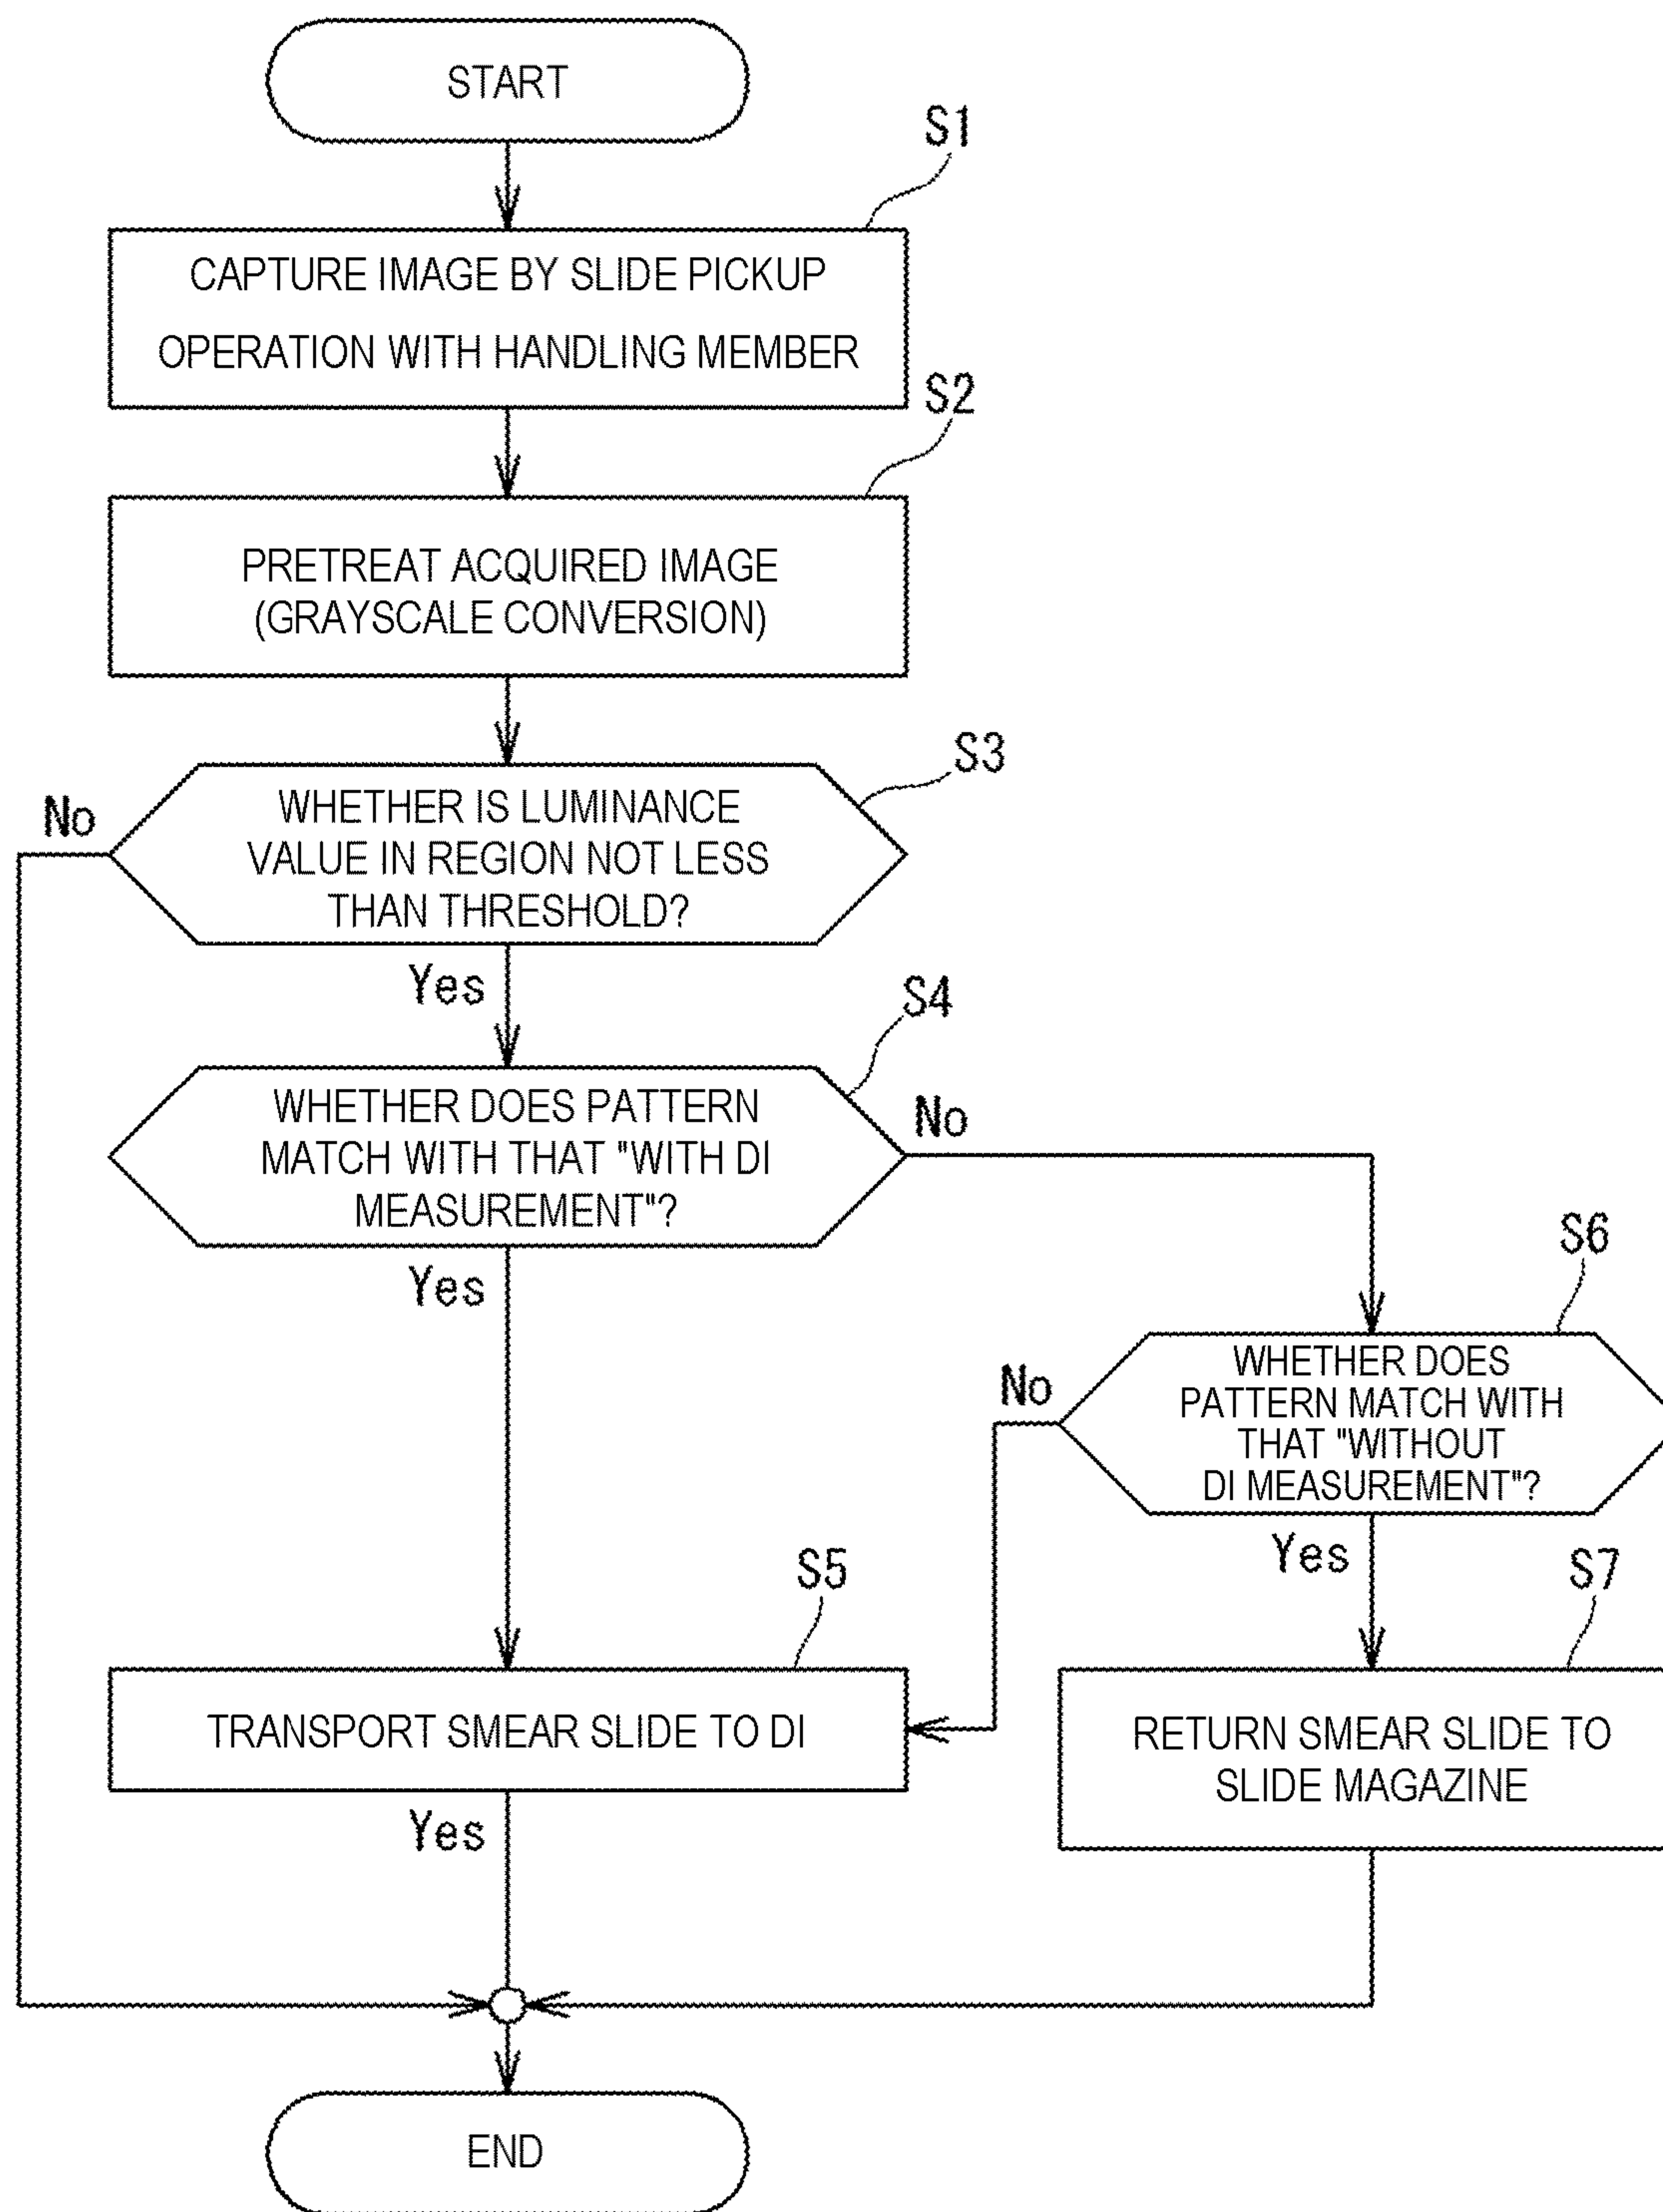 START
S1
CAPTURE IMAGE BY SLIDE PICKUP
OPERATION WITH HANDLING MEMBER
S2
PRETREAT ACQUIRED IMAGE
(GRAYSCALE CONVERSION)
S3
No
WHETHER IS LUMINANCE
VALUE IN REGION NOT LESS
THAN THRESHOLD?
Yes
S4
WHETHER DOES PATTERN
MATCH WITH THAT "WITH DI
MEASUREMENT"?
No
Yes
S6
No
WHETHER DOES
PATTERN MATCH WITH
THAT "WITHOUT
DI MEASUREMENT"?
Yes
S5
S7
TRANSPORT SMEAR SLIDE TO DI
RETURN SMEAR SLIDE TO
SLIDE MAGAZINE
Yes
END